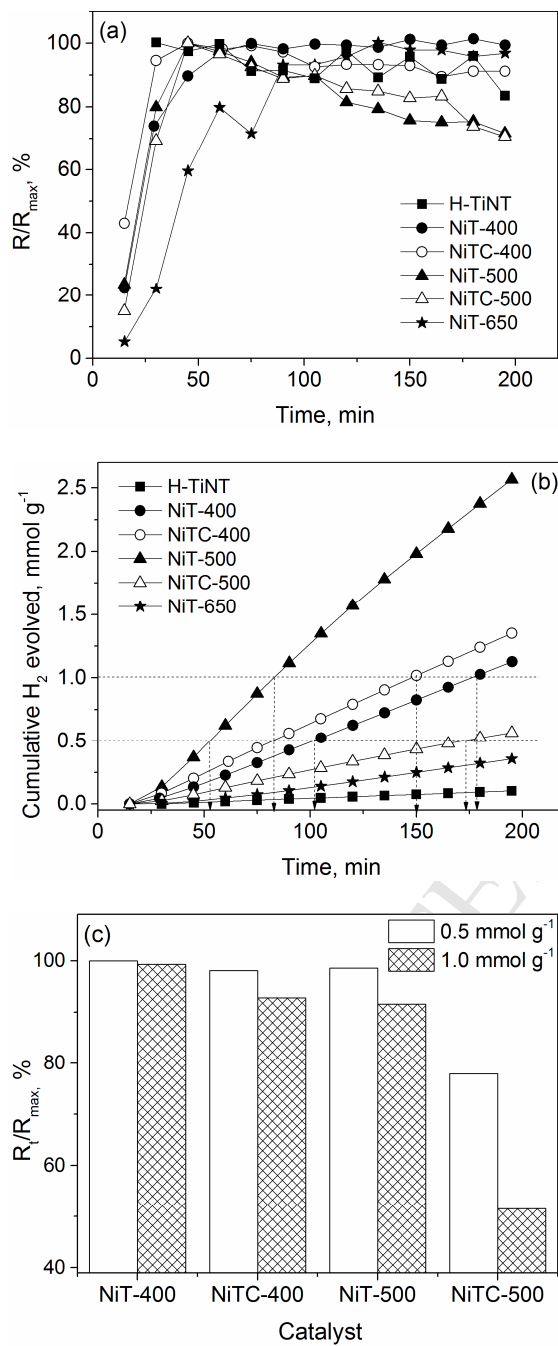 (a)
R/Rmax, %
100
80
60
40
20
0
H-TiNT
NiT-400
NiTC-400
NiT-500
NiTC-500
NiT-650
0 50 100 150 200
Time, min
(b)
Cumulative H2 evolved, mmol g-1
2.5
2.0
1.5
1.0
0.5
0.0
H-TiNT
NiT-400
NiTC-400
NiT-500
NiTC-500
NiT-650
0 50 100 150 200
Time, min
(c)
0.5 mmol g-1
1.0 mmol g-1
Rt/Rmax, %
100
80
60
40
NiT-400 NiTC-400 NiT-500 NiTC-500
Catalyst